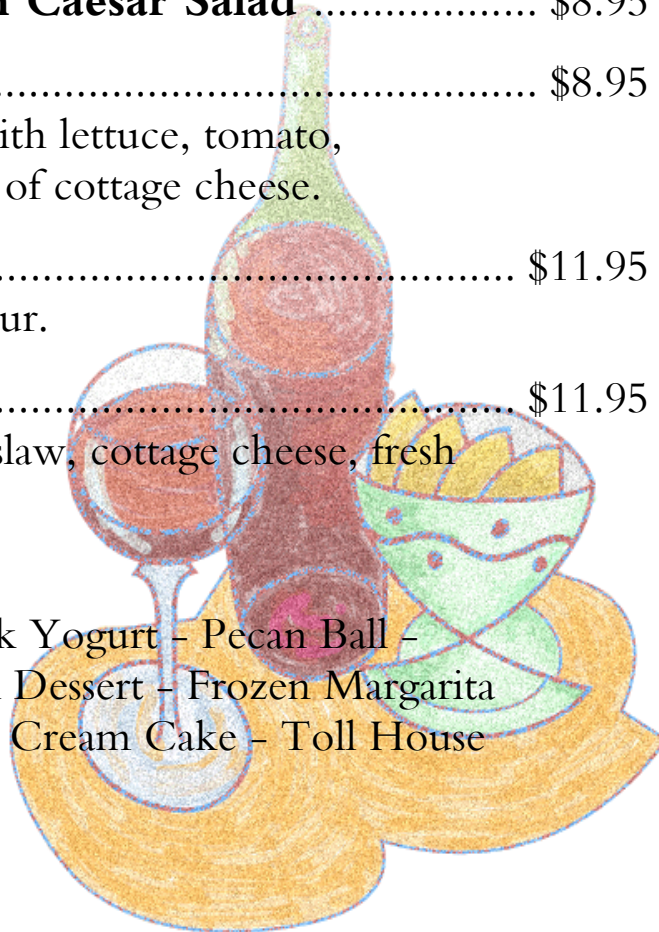 Caesar Salad ..................... $8.95
.................................................. $8.95
ith lettuce, tomato,
of cottage cheese.
................................................ $11.95
ur.
................................................ $11.95
slaw, cottage cheese, fresh
k Yogurt - Pecan Ball -
Dessert - Frozen Margarita
Cream Cake - Toll House